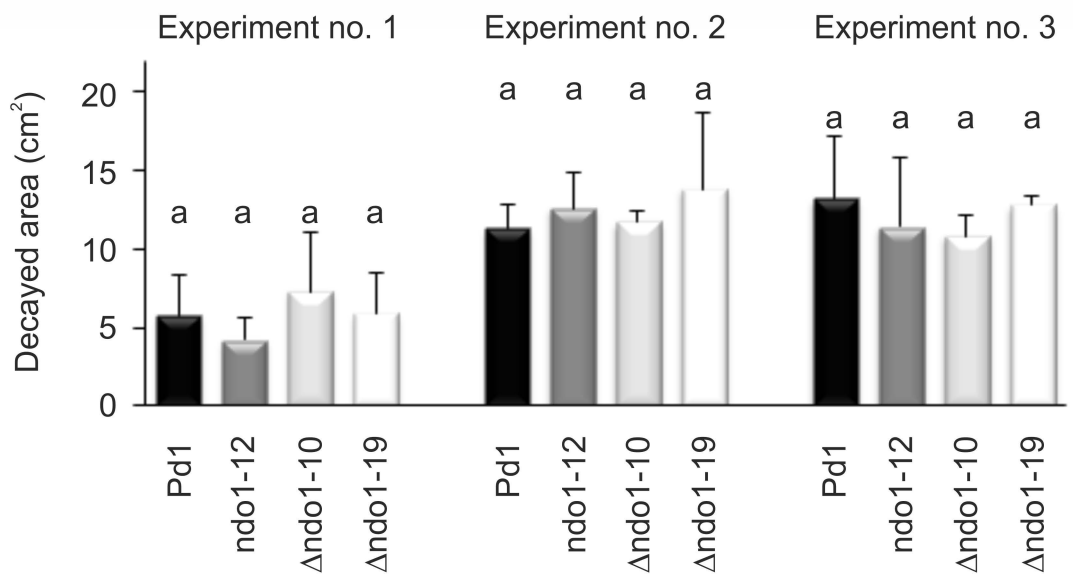 Experiment no. 1
Experiment no. 2
Experiment no. 3
Decayed area (cm²)
20
15
10
5
0
a a a a
a a a a
a a a a
Pd1
ndo1-12
Δndo1-10
Δndo1-19
Pd1
ndo1-12
Δndo1-10
Δndo1-19
Pd1
ndo1-12
Δndo1-10
Δndo1-19